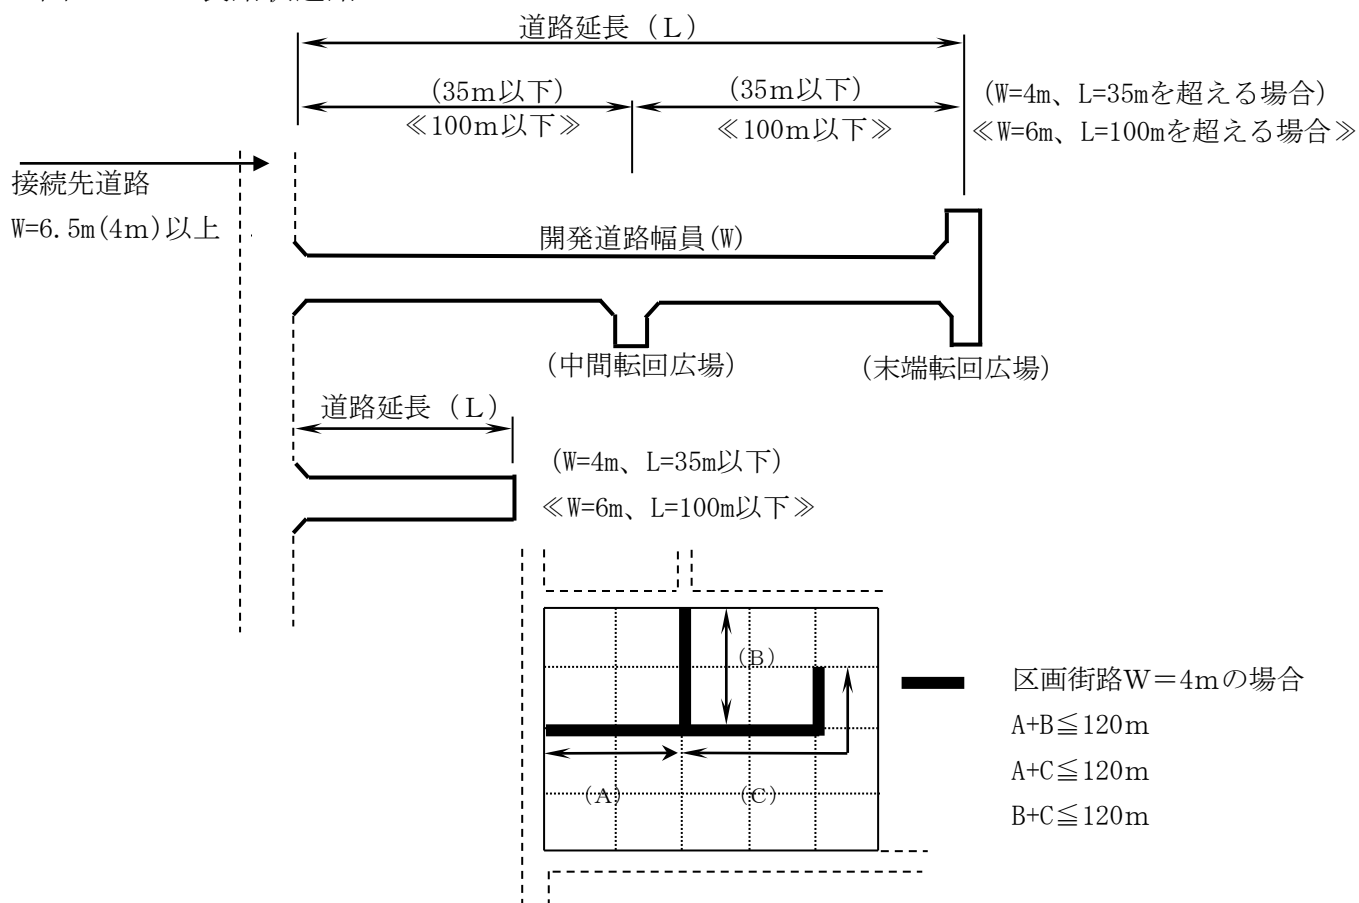 道路延長（Ｌ）
(35ｍ以下)
(35ｍ以下)
(W=4m、L=35mを超える場合)
≪100ｍ以下≫
≪100ｍ以下≫
≪W=6m、L=100mを超える場合≫
接続先道路
W=6.5m(4ｍ)以上
開発道路幅員(W)
(中間転回広場)
(末端転回広場)
道路延長（Ｌ）
(W=4m、L=35m以下)
≪W=6m、L=100m以下≫
（B）
区画街路Ｗ＝4ｍの場合
A+B≦120ｍ
A+C≦120ｍ
（A）
（C）
B+C≦120ｍ